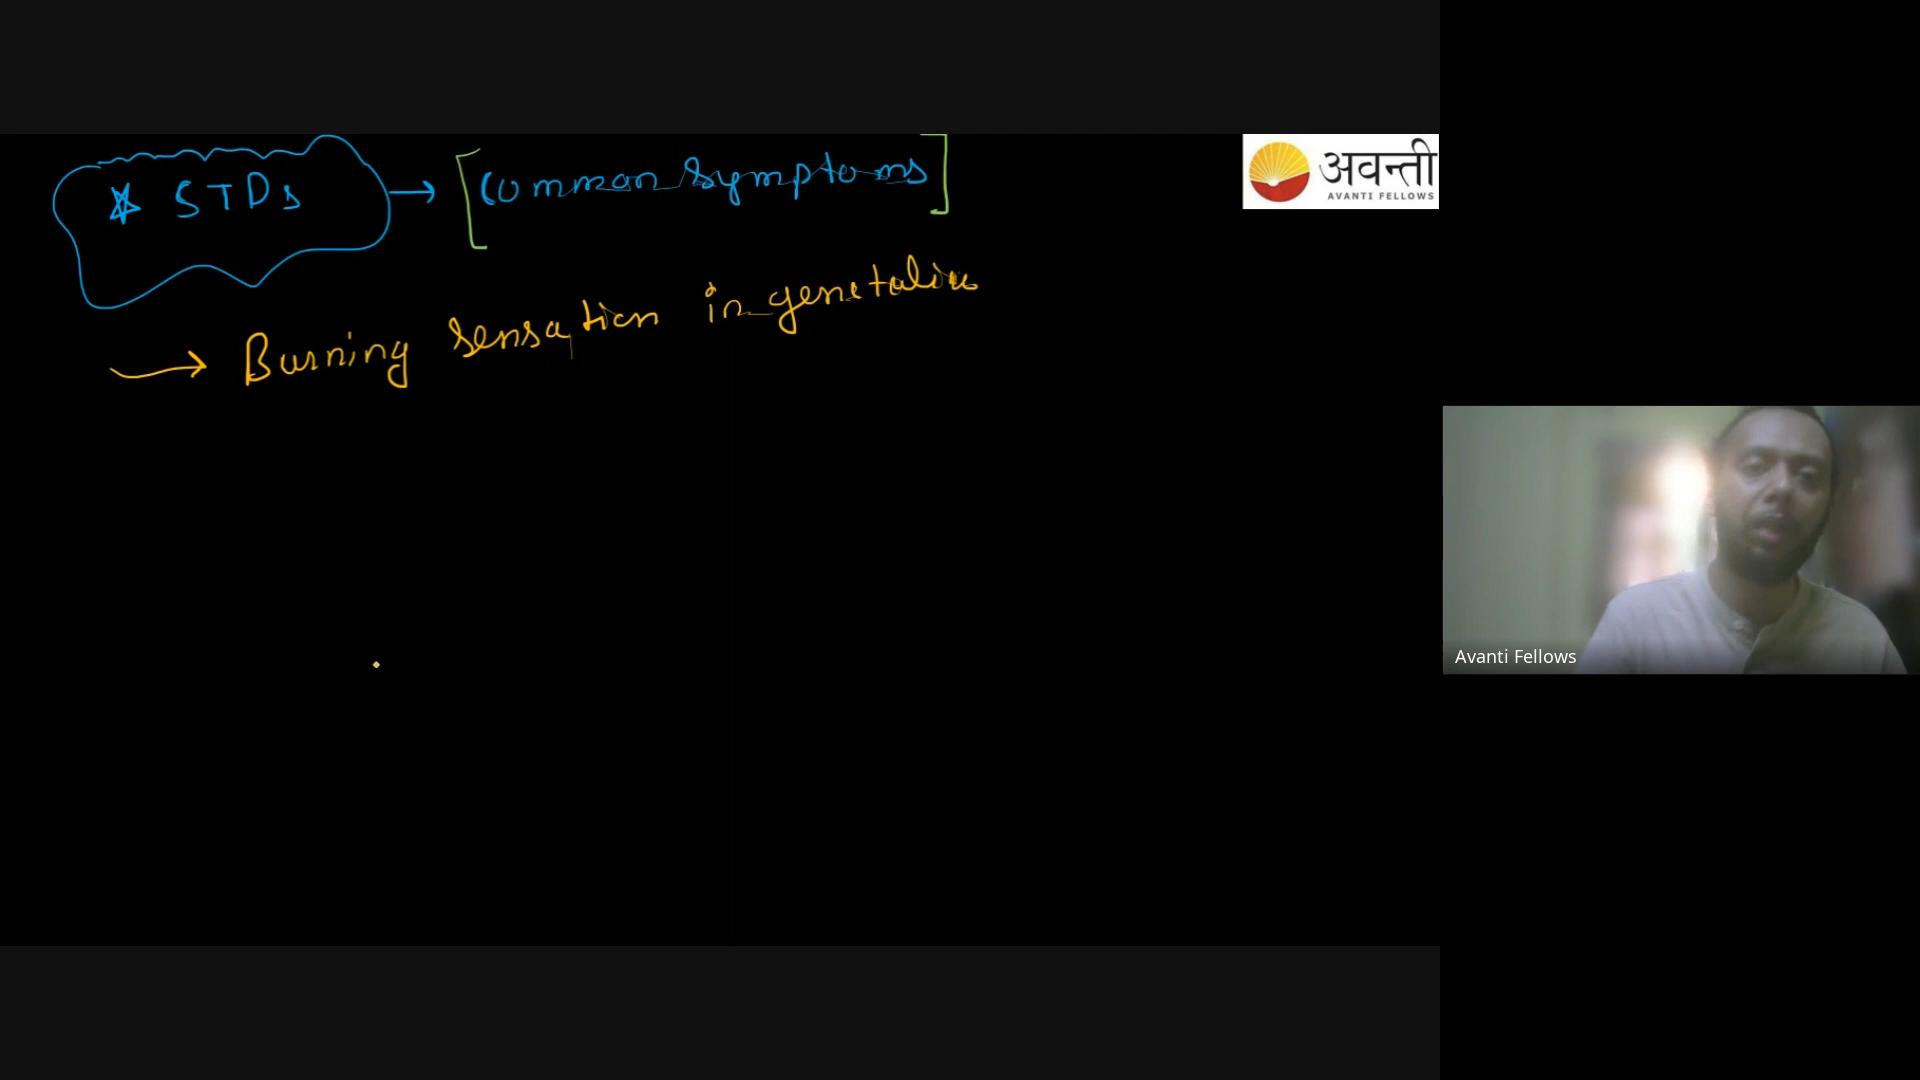 STDs → [Common Symptoms]
→ Burning sensation in genetalia
अवन्ती
AVANTI FELLOWS
Avanti Fellows